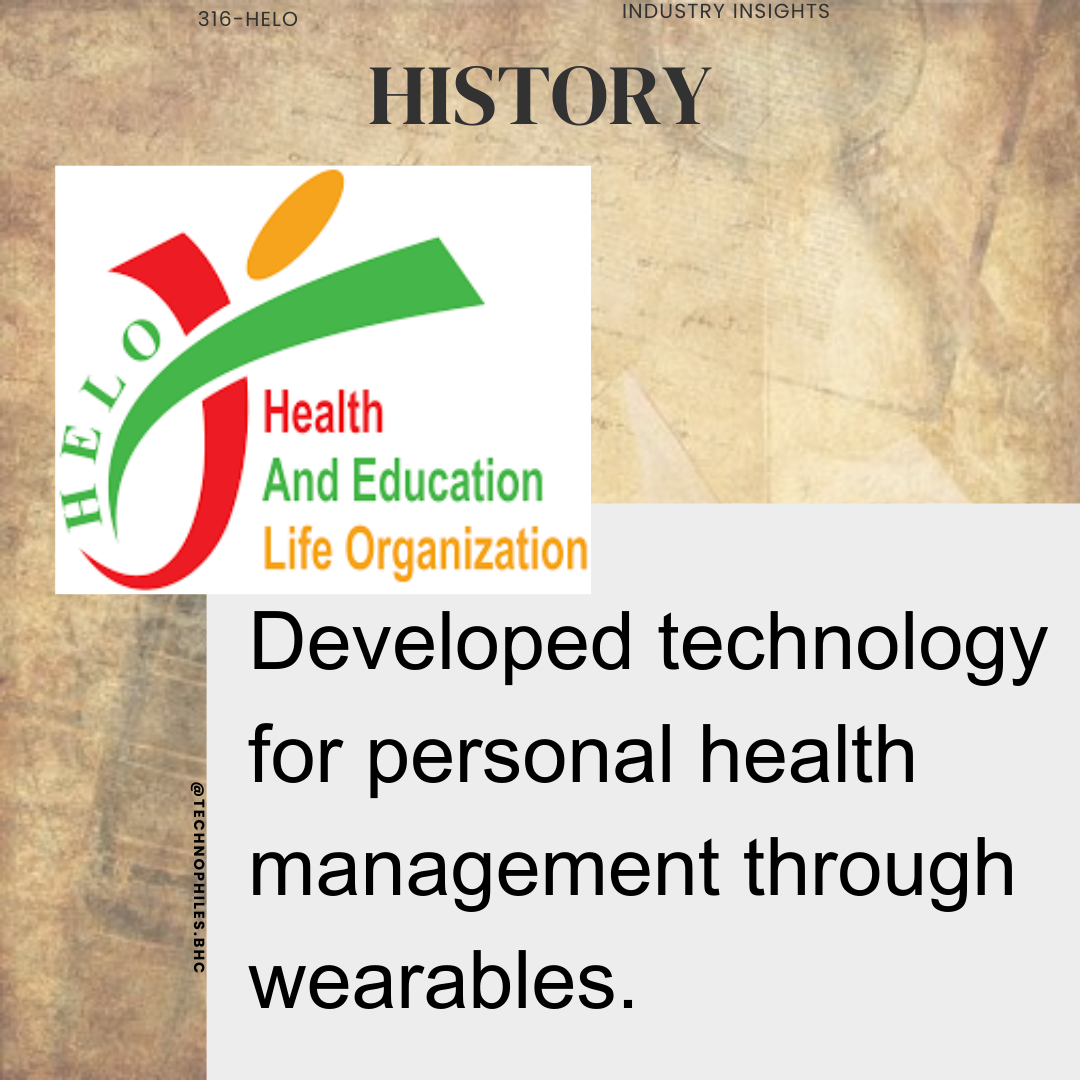 316-HELO
INDUSTRY INSIGHTS
HISTORY
HELO
Health
And Education
Life Organization
Developed technology
for personal health
management through
wearables.
@TECHNOPHILES.BHC